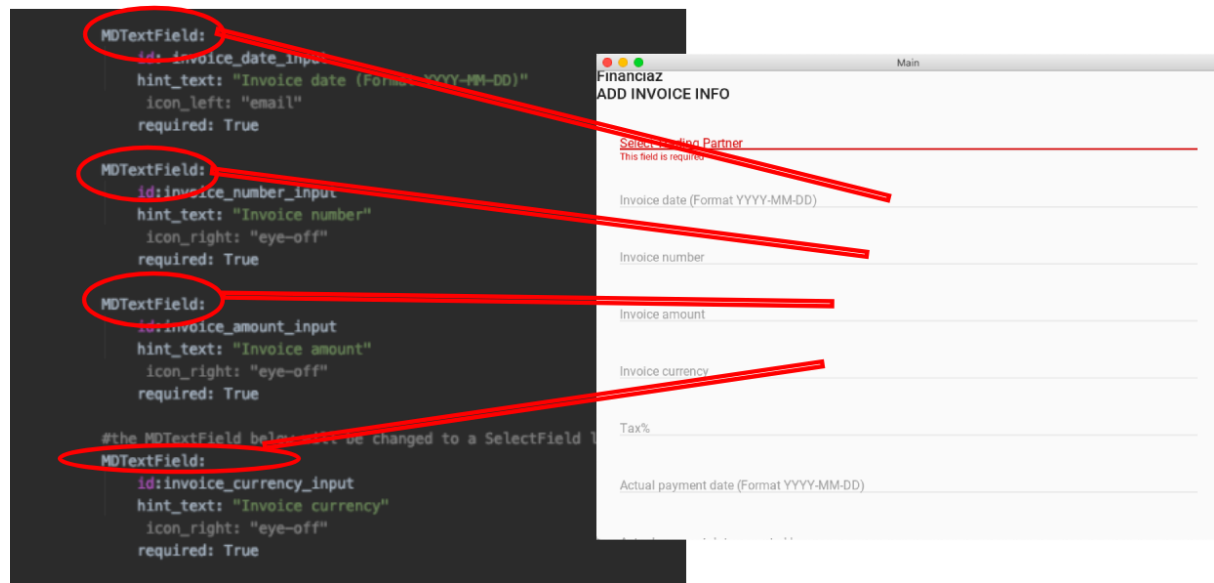 MDTextField:
id: invoice_date_input
hint_text: "Invoice date (Format YYYY-MM-DD)"
icon_left: "email"
required: True
MDTextField:
id:invoice_number_input
hint_text: "Invoice number"
icon_right: "eye-off"
required: True
MDTextField:
id:invoice_amount_input
hint_text: "Invoice amount"
icon_right: "eye-off"
required: True
#the MDTextField below will be changed to a SelectField
MDTextField:
id:invoice_currency_input
hint_text: "Invoice currency"
icon_right: "eye-off"
required: True
Main
Financiaz
ADD INVOICE INFO
Select Trading Partner
This field is required
Invoice date (Format YYYY-MM-DD)
Invoice number
Invoice amount
Invoice currency
Tax%
Actual payment date (Format YYYY-MM-DD)